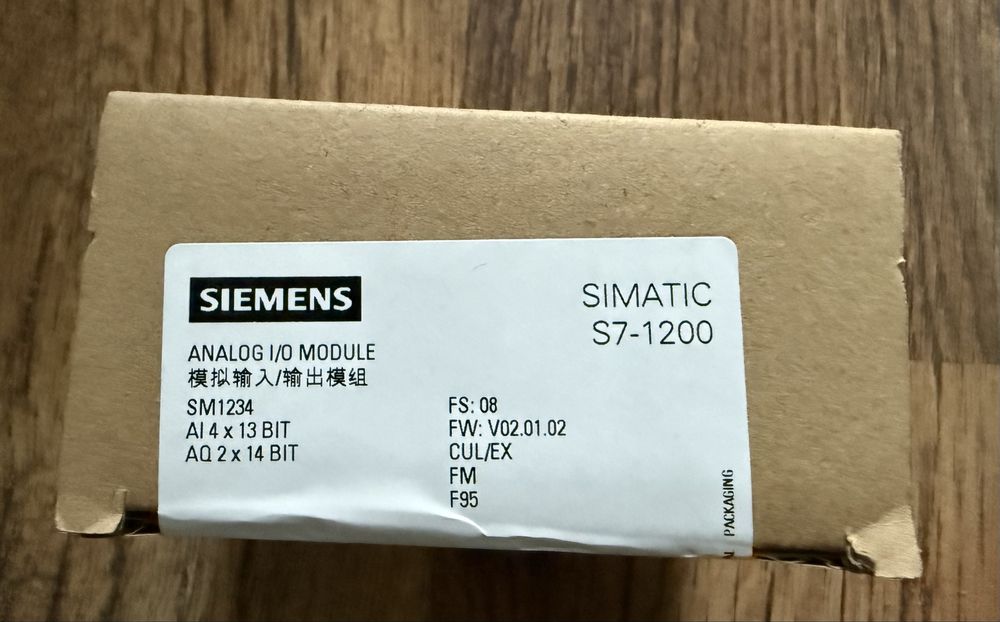 SIEMENS
SIMATIC
S7-1200
ANALOG I/O MODULE
模拟输入/输出模组
SM1234
AI 4 x 13 BIT
AQ 2 x 14 BIT
FS: 08
FW: V02.01.02
CUL/EX
FM
F95
PACKAGING